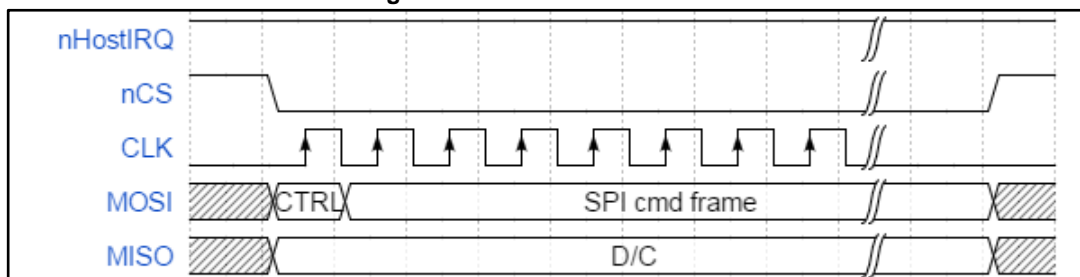 nHostIRQ
nCS
CLK
MOSI CTRL SPI cmd frame
MISO D/C